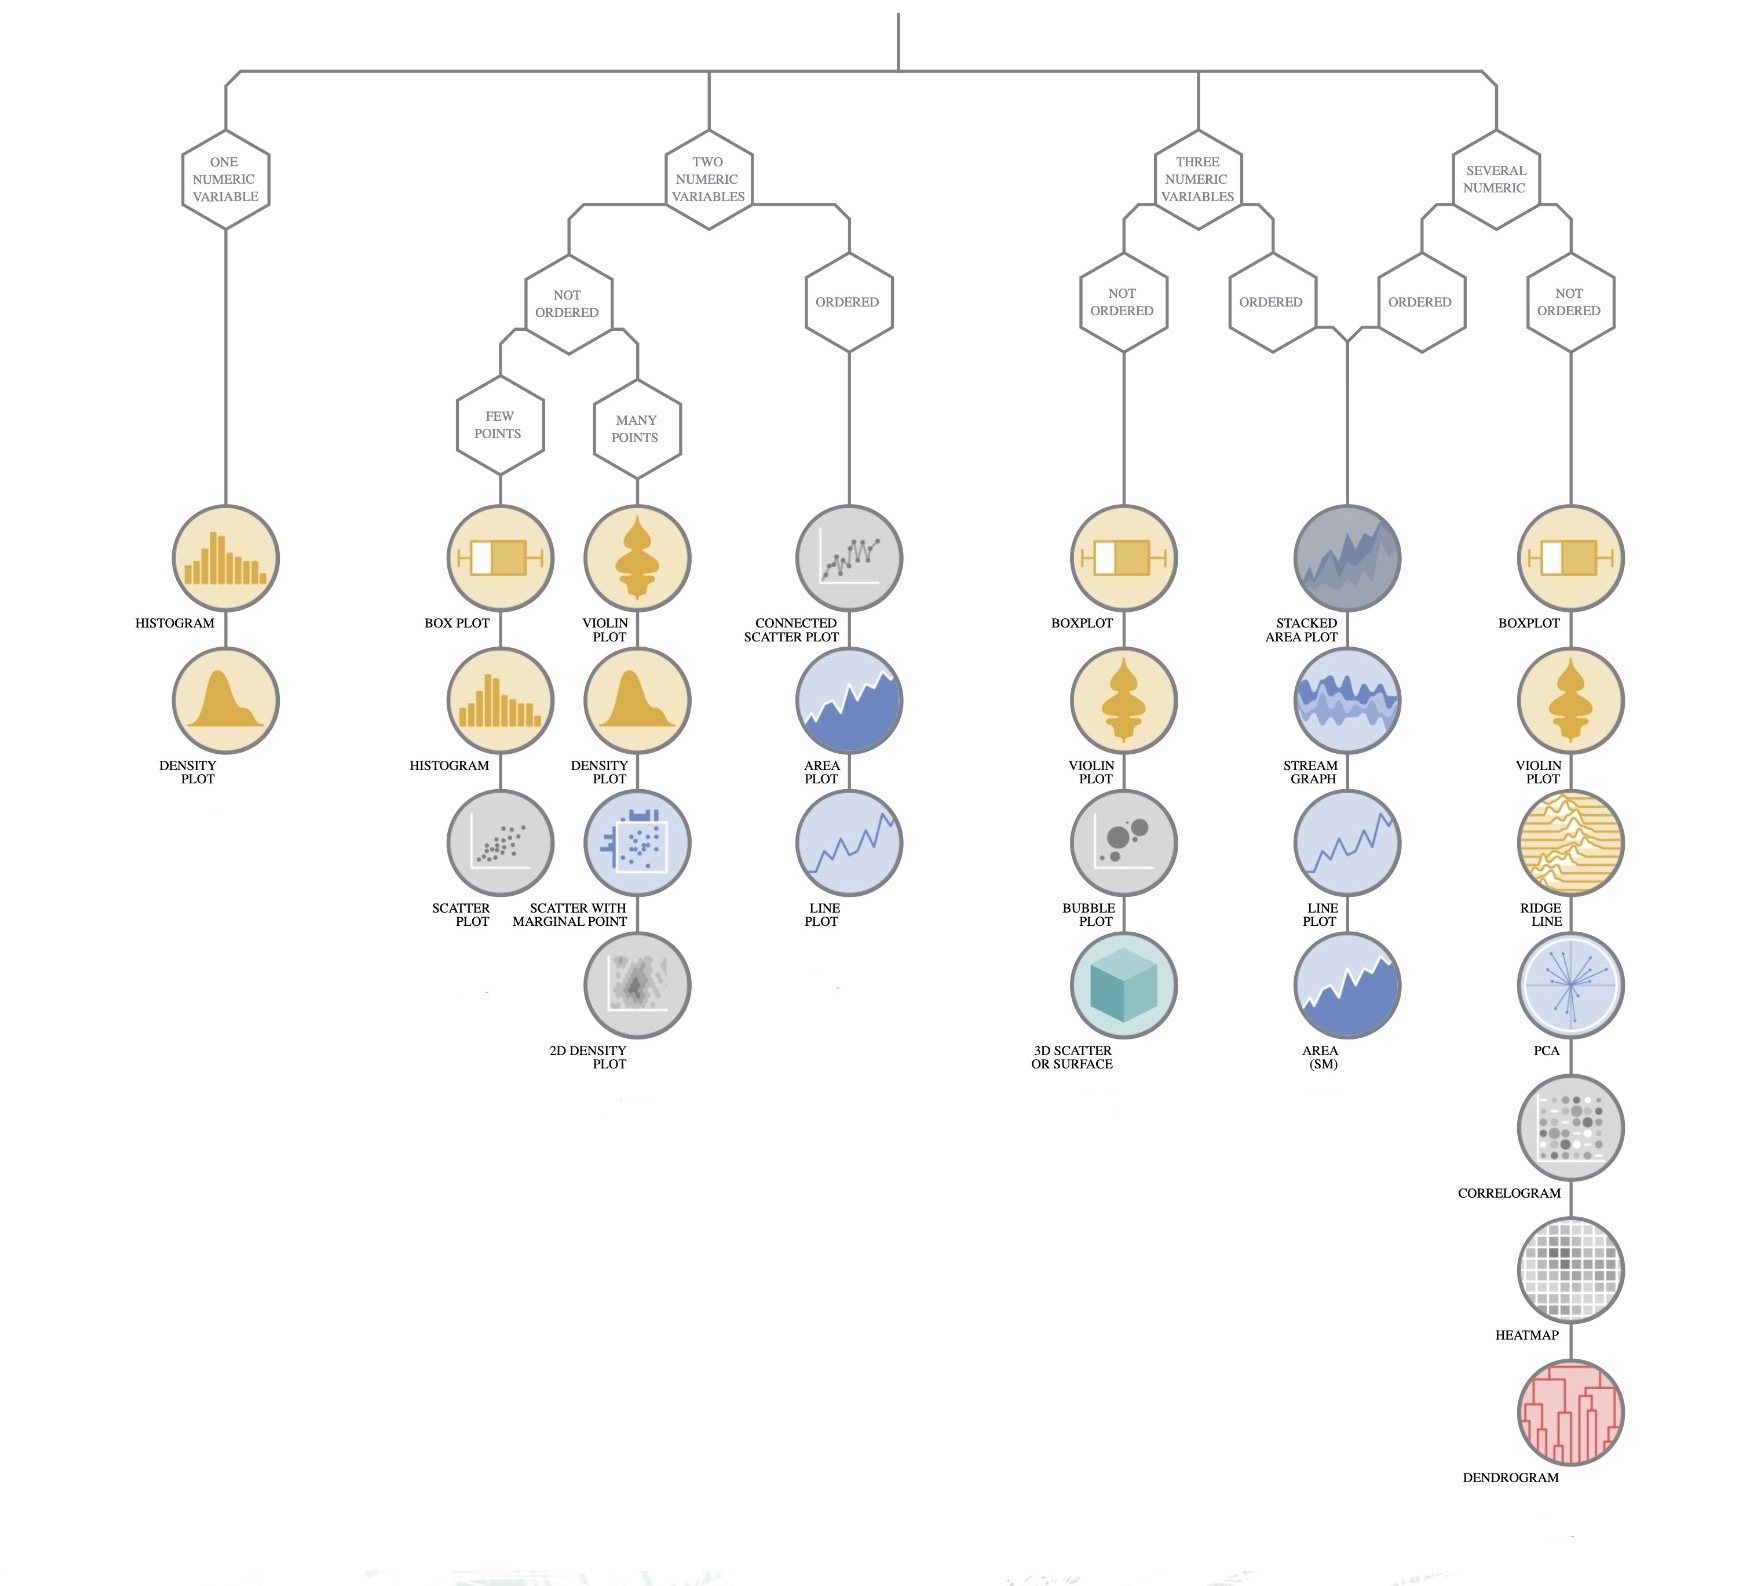 ONE
NUMERIC
VARIABLE
TWO
NUMERIC
VARIABLES
THREE
NUMERIC
VARIABLES
SEVERAL
NUMERIC
NOT
ORDERED
ORDERED
NOT
ORDERED
ORDERED
ORDERED
NOT
ORDERED
FEW
POINTS
MANY
POINTS
HISTOGRAM
BOX PLOT
VIOLIN
PLOT
CONNECTED
SCATTER PLOT
BOXPLOT
STACKED
AREA PLOT
BOXPLOT
DENSITY
PLOT
HISTOGRAM
DENSITY
PLOT
AREA
PLOT
VIOLIN
PLOT
STREAM
GRAPH
VIOLIN
PLOT
SCATTER
PLOT
SCATTER WITH
MARGINAL POINT
LINE
PLOT
BUBBLE
PLOT
LINE
PLOT
RIDGE
LINE
2D DENSITY
PLOT
3D SCATTER
OR SURFACE
AREA
(SM)
PCA
CORRELOGRAM
HEATMAP
DENDROGRAM